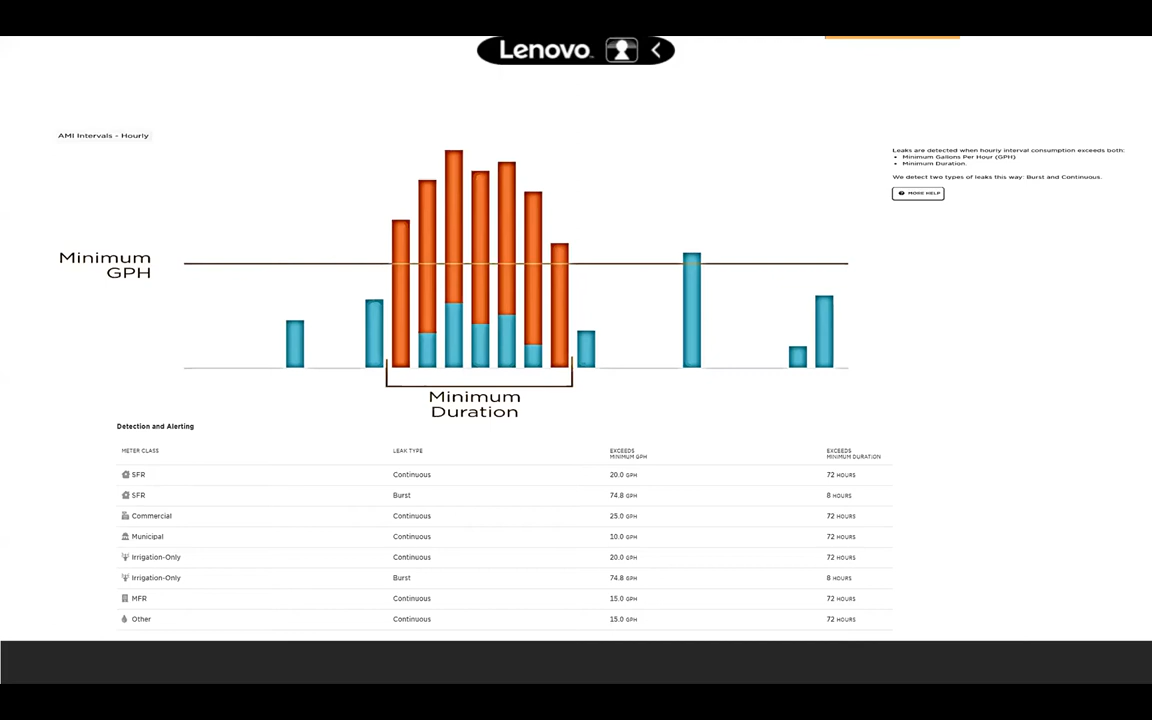 Lenovo
AMI Intervals - Hourly
Leaks are detected when hourly interval consumption exceeds both:
• Minimum Gallons Per Hour (GPH)
• Minimum Duration.
We detect two types of leaks this way: Burst and Continuous.
MORE HELP
Minimum
GPH
Minimum
Duration
Detection and Alerting
METER CLASS LEAK TYPE EXCEEDS MINIMUM GPH EXCEEDS MINIMUM DURATION
SFR Continuous 20.0 GPH 72 HOURS
SFR Burst 74.8 GPH 8 HOURS
Commercial Continuous 25.0 GPH 72 HOURS
Municipal Continuous 10.0 GPH 72 HOURS
Irrigation-Only Continuous 20.0 GPH 72 HOURS
Irrigation-Only Burst 74.8 GPH 8 HOURS
MFR Continuous 15.0 GPH 72 HOURS
Other Continuous 15.0 GPH 72 HOURS